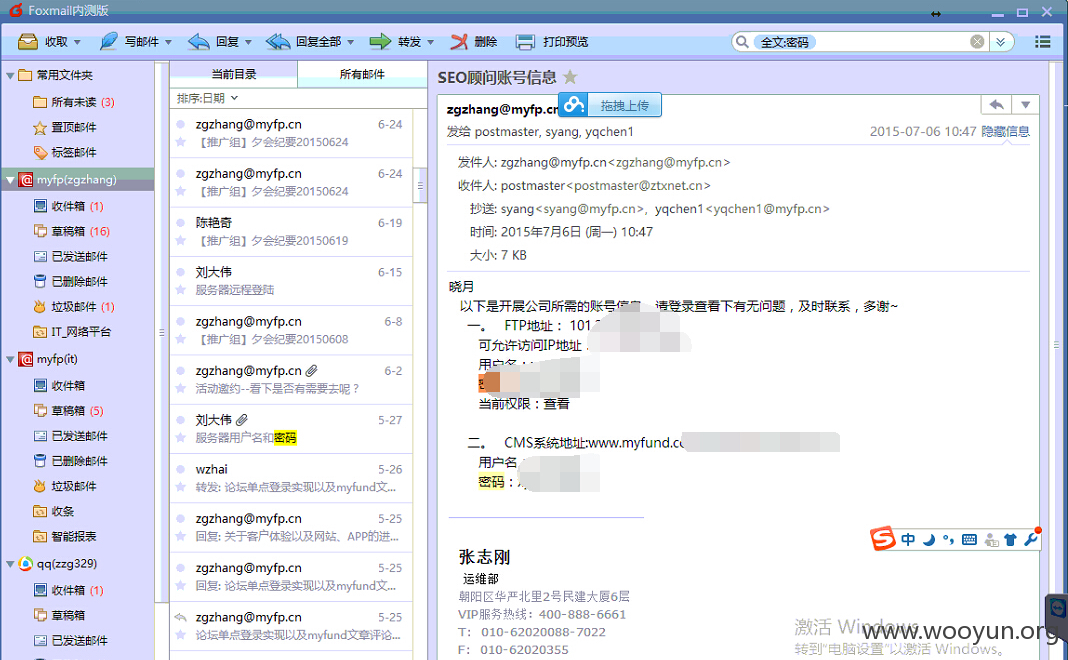 Foxmail内测版
收取 写邮件 回复 回复全部 转发 删除 打印预览 全文:密码
常用文件夹
所有未读 (3)
置顶邮件
标签邮件
myfp(zgzhang)
收件箱 (1)
草稿箱 (16)
已发送邮件
已删除邮件
垃圾邮件 (1)
IT_网络平台
myfp(it)
收件箱
草稿箱 (5)
已发送邮件
已删除邮件
垃圾邮件
收条
智能报表
qq(zzg329)
收件箱 (1)
草稿箱
已发送邮件
当前目录 所有邮件
排序:日期
zgzhang@myfp.cn 6-24
【推广组】夕会纪要20150624
zgzhang@myfp.cn 6-24
【推广组】夕会纪要20150624
陈艳奇 6-19
【推广组】夕会纪要20150619
刘大伟 6-15
服务器远程登陆
zgzhang@myfp.cn 6-8
【推广组】夕会纪要20150608
zgzhang@myfp.cn 6-2
活动邀约--看下是否有需要去呢？
刘大伟 5-27
服务器用户名和密码
wzhai 5-26
转发: 论坛单点登录实现以及myfund文...
zgzhang@myfp.cn 5-25
回复: 关于客户体验以及网站、APP的进...
zgzhang@myfp.cn 5-25
回复: 论坛单点登录实现以及myfund文...
zgzhang@myfp.cn 5-25
论坛单点登录实现以及myfund文章评论...
SEO顾问账号信息
zgzhang@myfp.cn
拖拽上传
发给 postmaster, syang, yqchen1 2015-07-06 10:47 隐藏信息
发件人: zgzhang@myfp.cn<zgzhang@myfp.cn>
收件人: postmaster<postmaster@ztxnet.cn>
抄送: syang<syang@myfp.cn>, yqchen1<yqchen1@myfp.cn>
时间: 2015年7月6日 (周一) 10:47
大小: 7 KB
晓月
以下是开展公司所需的账号信息，请登录查看下有无问题，及时联系，多谢~
一。 FTP地址： 101.
可允许访问IP地址
用户名：
当前权限：查看
二。 CMS系统地址:www.myfund.c
用户名
密码：
张志刚
运维部
朝阳区华严北里2号民建大厦6层
VIP服务热线：400-888-6661
T： 010-62020088-7022
F： 010-62020355
中
激活 Windows
转到"电脑设置"以激活 Windows。
www.wooyun.org